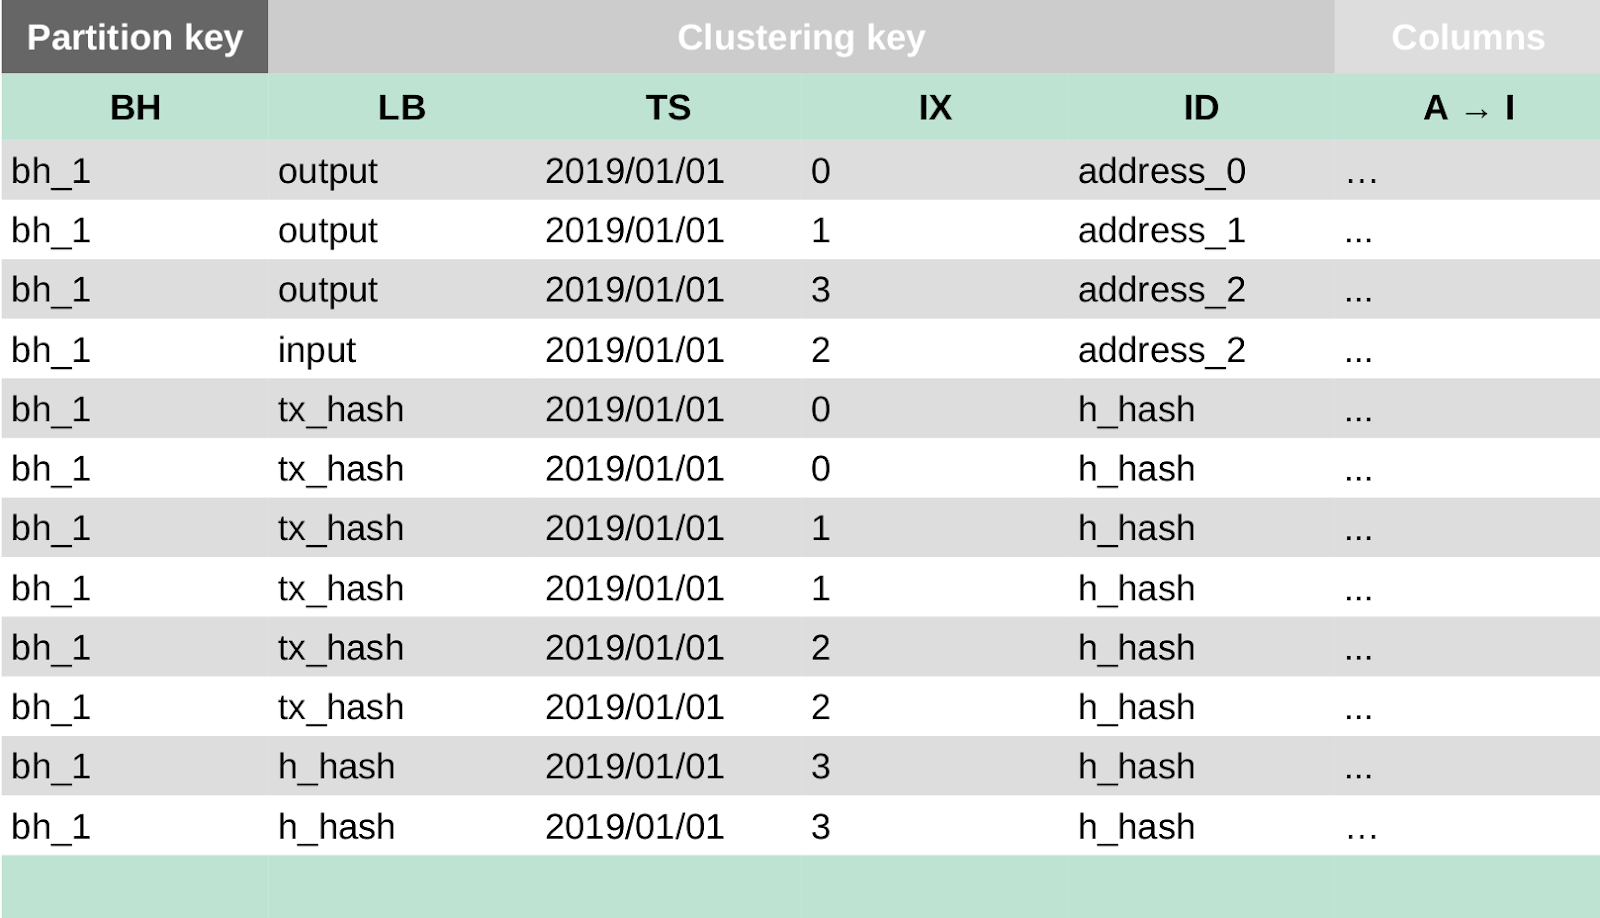 Partition key Clustering key Columns
BH LB TS IX ID A → I
bh_1 output 2019/01/01 0 address_0 …
bh_1 output 2019/01/01 1 address_1 ...
bh_1 output 2019/01/01 3 address_2 ...
bh_1 input 2019/01/01 2 address_2 ...
bh_1 tx_hash 2019/01/01 0 h_hash ...
bh_1 tx_hash 2019/01/01 0 h_hash ...
bh_1 tx_hash 2019/01/01 1 h_hash ...
bh_1 tx_hash 2019/01/01 1 h_hash ...
bh_1 tx_hash 2019/01/01 2 h_hash ...
bh_1 tx_hash 2019/01/01 2 h_hash ...
bh_1 h_hash 2019/01/01 3 h_hash ...
bh_1 h_hash 2019/01/01 3 h_hash …